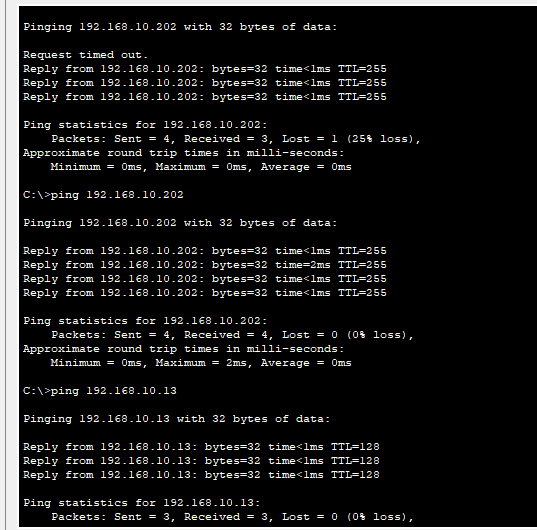 Pinging 192.168.10.202 with 32 bytes of data:
Request timed out.
Reply from 192.168.10.202: bytes=32 time<1ms TTL=255
Reply from 192.168.10.202: bytes=32 time<1ms TTL=255
Reply from 192.168.10.202: bytes=32 time<1ms TTL=255
Ping statistics for 192.168.10.202:
    Packets: Sent = 4, Received = 3, Lost = 1 (25% loss),
Approximate round trip times in milli-seconds:
    Minimum = 0ms, Maximum = 0ms, Average = 0ms
C:\>ping 192.168.10.202
Pinging 192.168.10.202 with 32 bytes of data:
Reply from 192.168.10.202: bytes=32 time<1ms TTL=255
Reply from 192.168.10.202: bytes=32 time=2ms TTL=255
Reply from 192.168.10.202: bytes=32 time<1ms TTL=255
Reply from 192.168.10.202: bytes=32 time<1ms TTL=255
Ping statistics for 192.168.10.202:
    Packets: Sent = 4, Received = 4, Lost = 0 (0% loss),
Approximate round trip times in milli-seconds:
    Minimum = 0ms, Maximum = 2ms, Average = 0ms
C:\>ping 192.168.10.13
Pinging 192.168.10.13 with 32 bytes of data:
Reply from 192.168.10.13: bytes=32 time<1ms TTL=128
Reply from 192.168.10.13: bytes=32 time<1ms TTL=128
Reply from 192.168.10.13: bytes=32 time<1ms TTL=128
Ping statistics for 192.168.10.13:
    Packets: Sent = 3, Received = 3, Lost = 0 (0% loss),